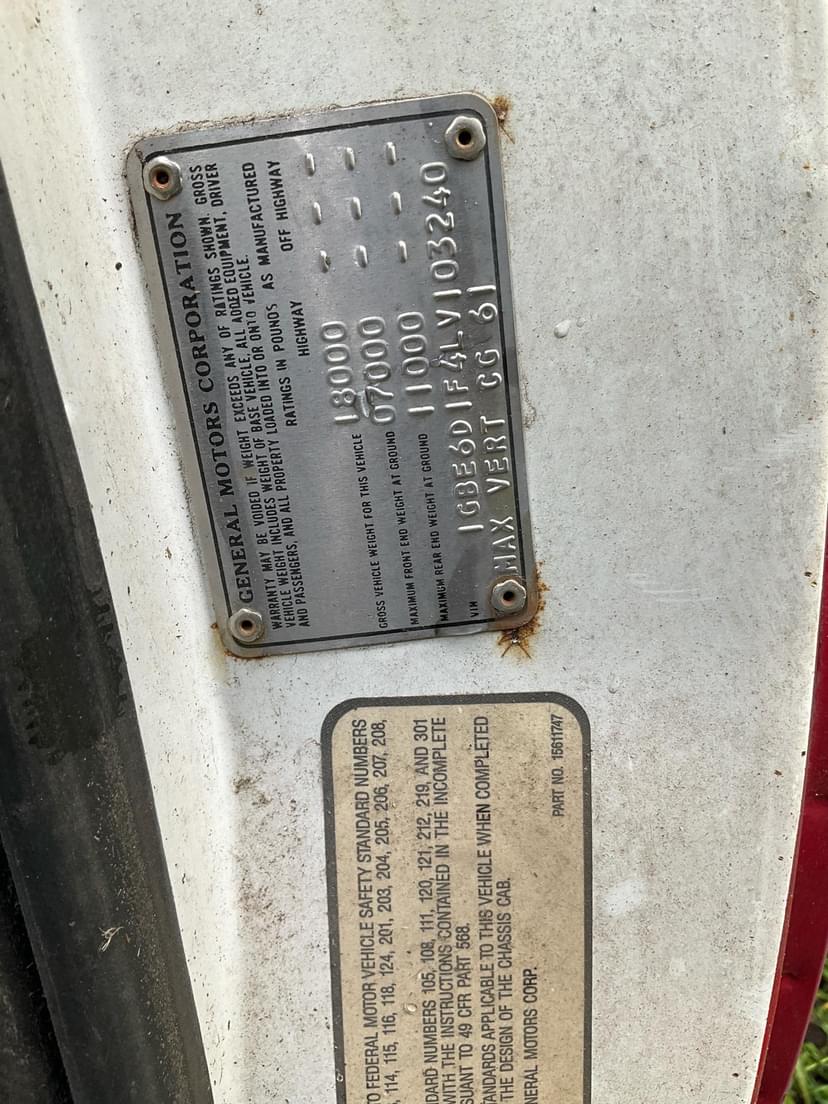 GENERAL MOTORS CORPORATION
WARRANTY MAY BE VOIDED IF WEIGHT EXCEEDS ANY OF RATINGS SHOWN. GROSS
VEHICLE WEIGHT INCLUDES WEIGHT OF BASE VEHICLE, ALL ADDED EQUIPMENT, DRIVER
AND PASSENGERS, AND ALL PROPERTY LOADED INTO OR ONTO VEHICLE.
RATINGS IN POUNDS AS MANUFACTURED
HIGHWAY OFF HIGHWAY
GROSS VEHICLE WEIGHT FOR THIS VEHICLE 18000 - - -
MAXIMUM FRONT END WEIGHT AT GROUND 07000 - - -
MAXIMUM REAR END WEIGHT AT GROUND 11000 - - -
VIN 1GBE6D1F4LV103240
MAX VERT CG 61
TO FEDERAL MOTOR VEHICLE SAFETY STANDARD NUMBERS
114, 115, 116, 118, 124, 201, 203, 204, 205, 206, 207, 208,
DARD NUMBERS 105, 108, 111, 120, 121, 212, 219, AND 301
WITH THE INSTRUCTIONS CONTAINED IN THE INCOMPLETE
SUANT TO 49 CFR PART 568.
ANDARDS APPLICABLE TO THIS VEHICLE WHEN COMPLETED
THE DESIGN OF THE CHASSIS CAB.
NERAL MOTORS CORP.
PART NO. 15611747